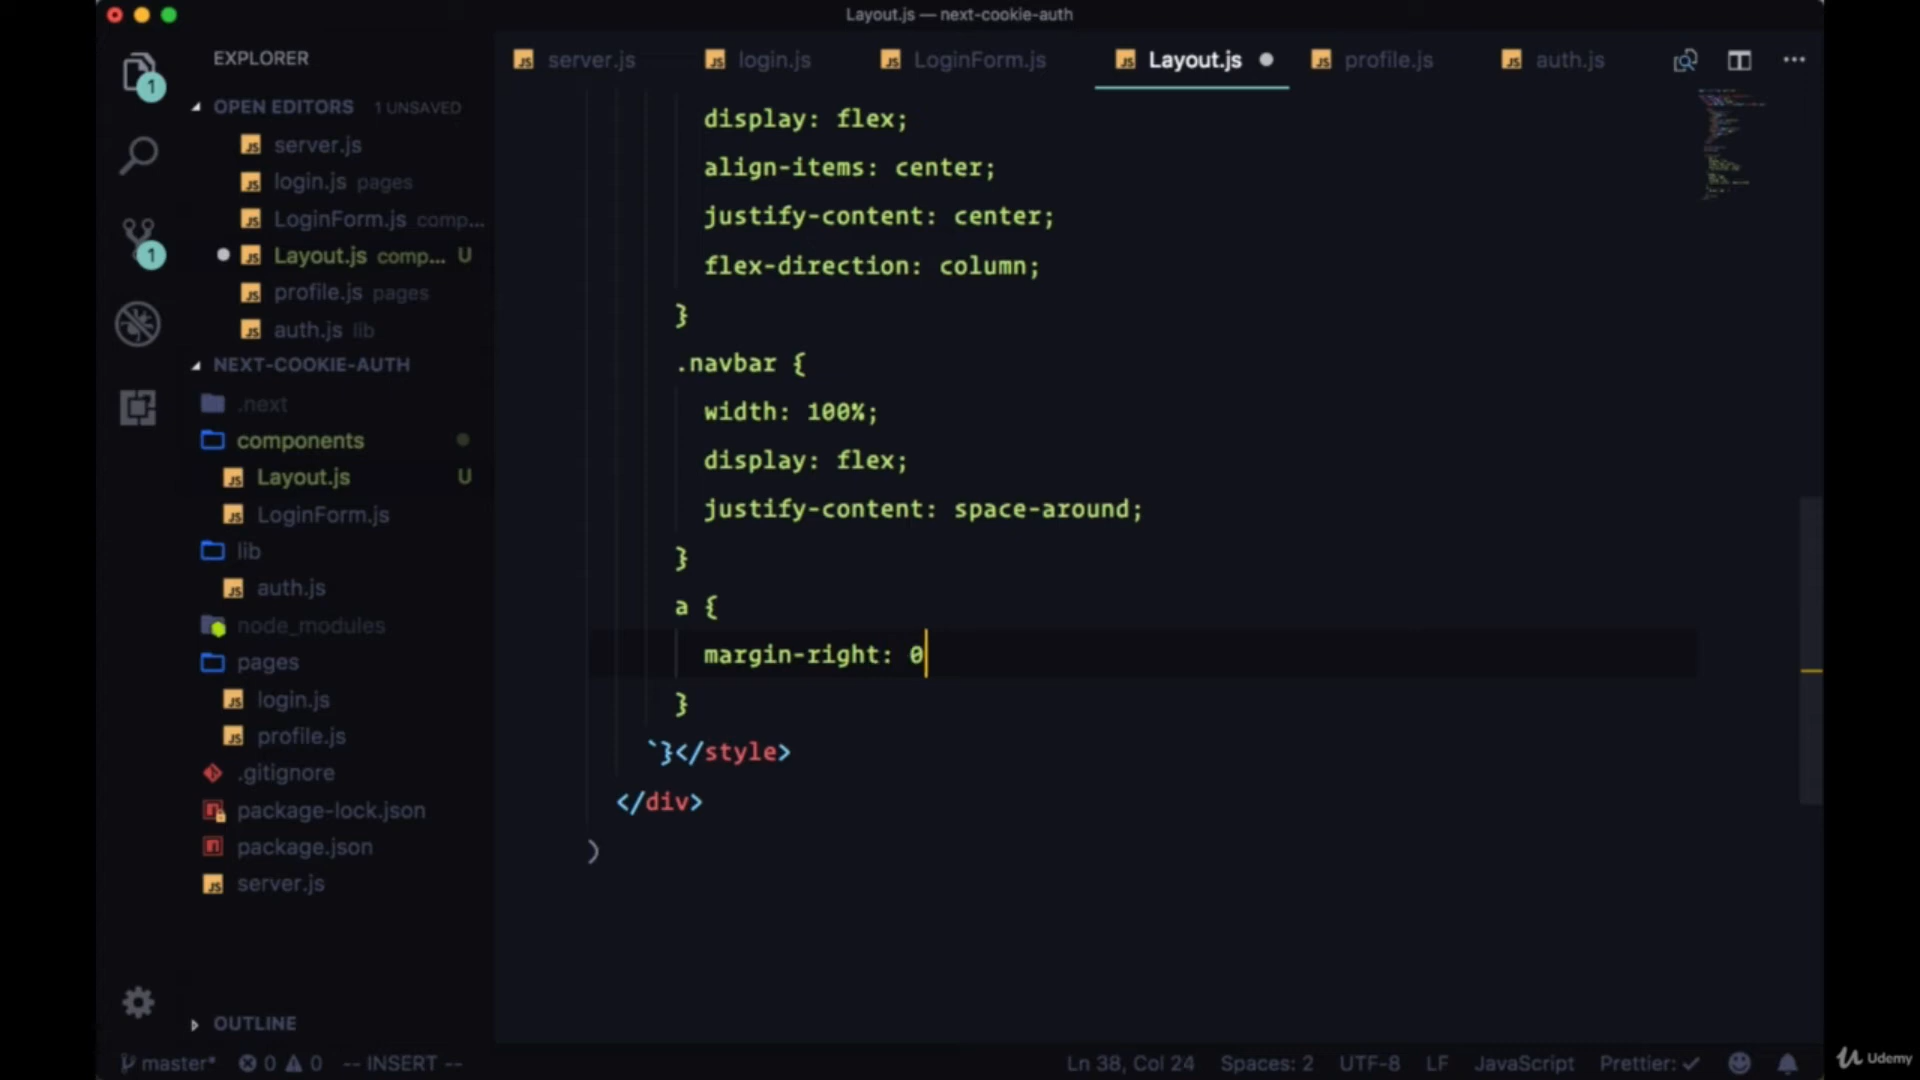 Layout.js — next-cookie-auth
EXPLORER
server.js
login.js
LoginForm.js
Layout.js
profile.js
auth.js
OPEN EDITORS 1 UNSAVED
server.js
login.js pages
LoginForm.js comp...
Layout.js comp... U
profile.js pages
auth.js lib
NEXT-COOKIE-AUTH
.next
components
Layout.js U
LoginForm.js
lib
auth.js
node_modules
pages
login.js
profile.js
.gitignore
package-lock.json
package.json
server.js
OUTLINE
display: flex;
align-items: center;
justify-content: center;
flex-direction: column;
}
.navbar {
width: 100%;
display: flex;
justify-content: space-around;
}
a {
margin-right: 0
}
`}</style>
</div>
)
1
1
master* 0 0 -- INSERT --
Ln 38, Col 24 Spaces: 2 UTF-8 LF JavaScript Prettier: ✓
Udemy